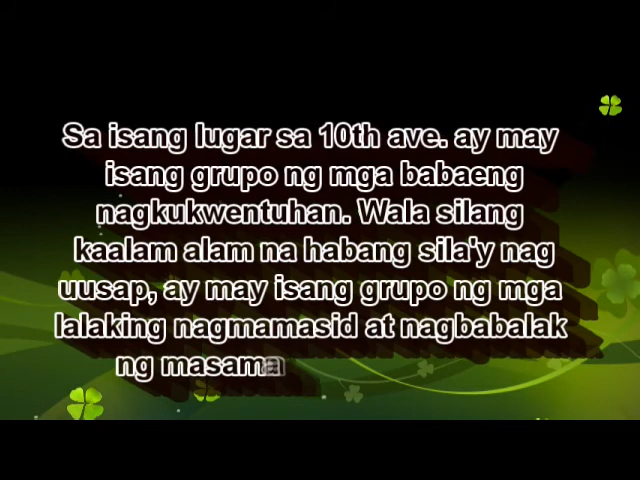 Sa isang lugar sa 10th ave. ay may
isang grupo ng mga babaeng
nagkukwentuhan. Wala silang
kaalam alam na habang sila'y nag
uusap, ay may isang grupo ng mga
lalaking nagmamasid at nagbabalak
ng masama